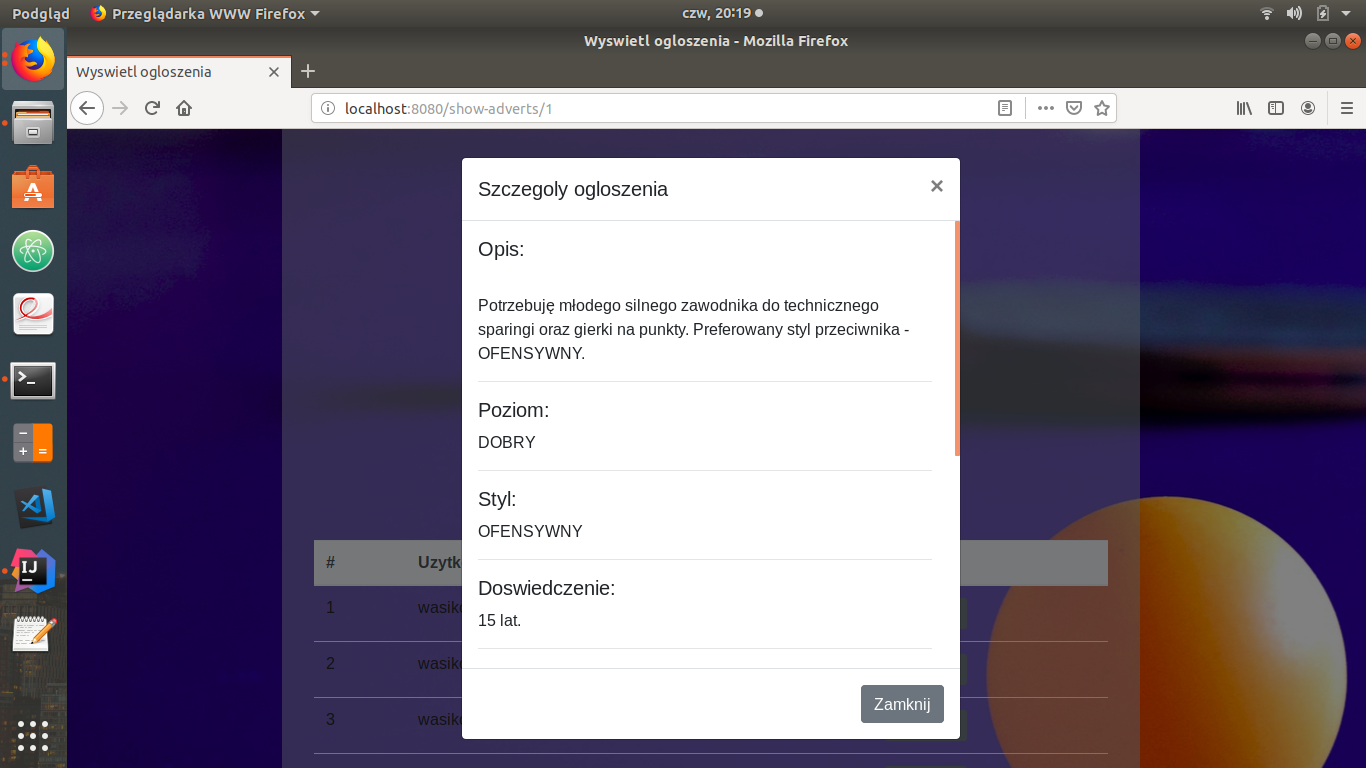 Podgląd
Przeglądarka WWW Firefox
czw, 20:19
Wyswietl ogloszenia - Mozilla Firefox
Wyswietl ogloszenia
localhost:8080/show-adverts/1
Szczegoly ogloszenia
×
Opis:
Potrzebuję młodego silnego zawodnika do technicznego
sparingi oraz gierki na punkty. Preferowany styl przeciwnika -
OFENSYWNY.
Poziom:
DOBRY
Styl:
OFENSYWNY
Doswiedczenie:
15 lat.
Zamknij
# Uzytk
1 wasik
2 wasik
3 wasik